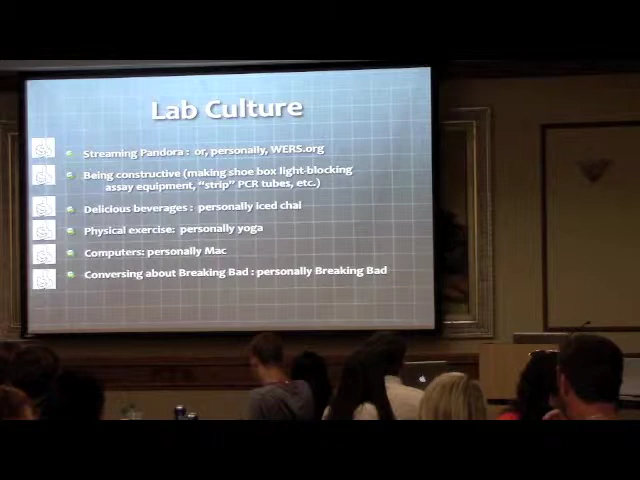 Lab Culture
Streaming Pandora : or, personally, WERS.org
Being constructive (making shoe box light-blocking
assay equipment, “strip” PCR tubes, etc.)
Delicious beverages : personally iced chai
Physical exercise: personally yoga
Computers: personally Mac
Conversing about Breaking Bad : personally Breaking Bad